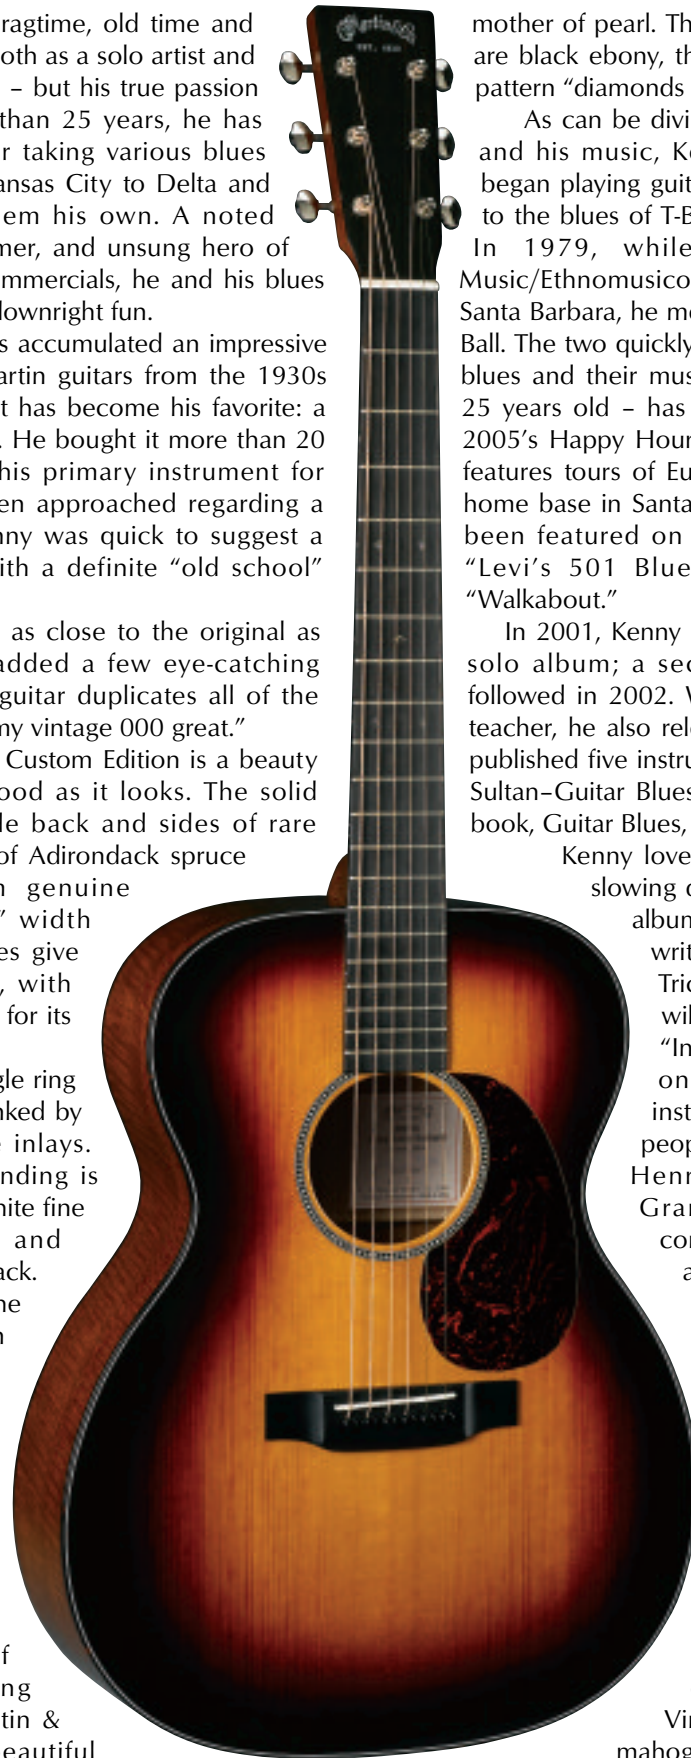 ragtime, old time and
oth as a solo artist and
– but his true passion
than 25 years, he has
r taking various blues
ansas City to Delta and
em his own. A noted
mer, and unsung hero of
mmercials, he and his blues
downright fun.
s accumulated an impressive
artin guitars from the 1930s
t has become his favorite: a
. He bought it more than 20
his primary instrument for
en approached regarding a
nny was quick to suggest a
ith a definite “old school”
as close to the original as
added a few eye-catching
guitar duplicates all of the
my vintage 000 great.”
Custom Edition is a beauty
ood as it looks. The solid
le back and sides of rare
of Adirondack spruce
n genuine
” width
es give
, with
for its
gle ring
nked by
e inlays.
nding is
nite fine
and
ack.
ne
n
f
ng
tin &
eautiful
mother of pearl. Th
are black ebony, th
pattern “diamonds
As can be divi
and his music, Ke
began playing guit
to the blues of T-B
In 1979, while
Music/Ethnomusico
Santa Barbara, he me
Ball. The two quickly
blues and their mus
25 years old – has
2005’s Happy Hour
features tours of Eu
home base in Santa
been featured on
“Levi’s 501 Blue
“Walkabout.”
In 2001, Kenny
solo album; a sec
followed in 2002. W
teacher, he also rele
published five instru
Sultan–Guitar Blues
book, Guitar Blues,
Kenny love
slowing d
album
writ
Tric
wil
“In
on
inst
peop
Henr
Gran
con
a
Vin
mahog
Martin & Co.
EST. 1833